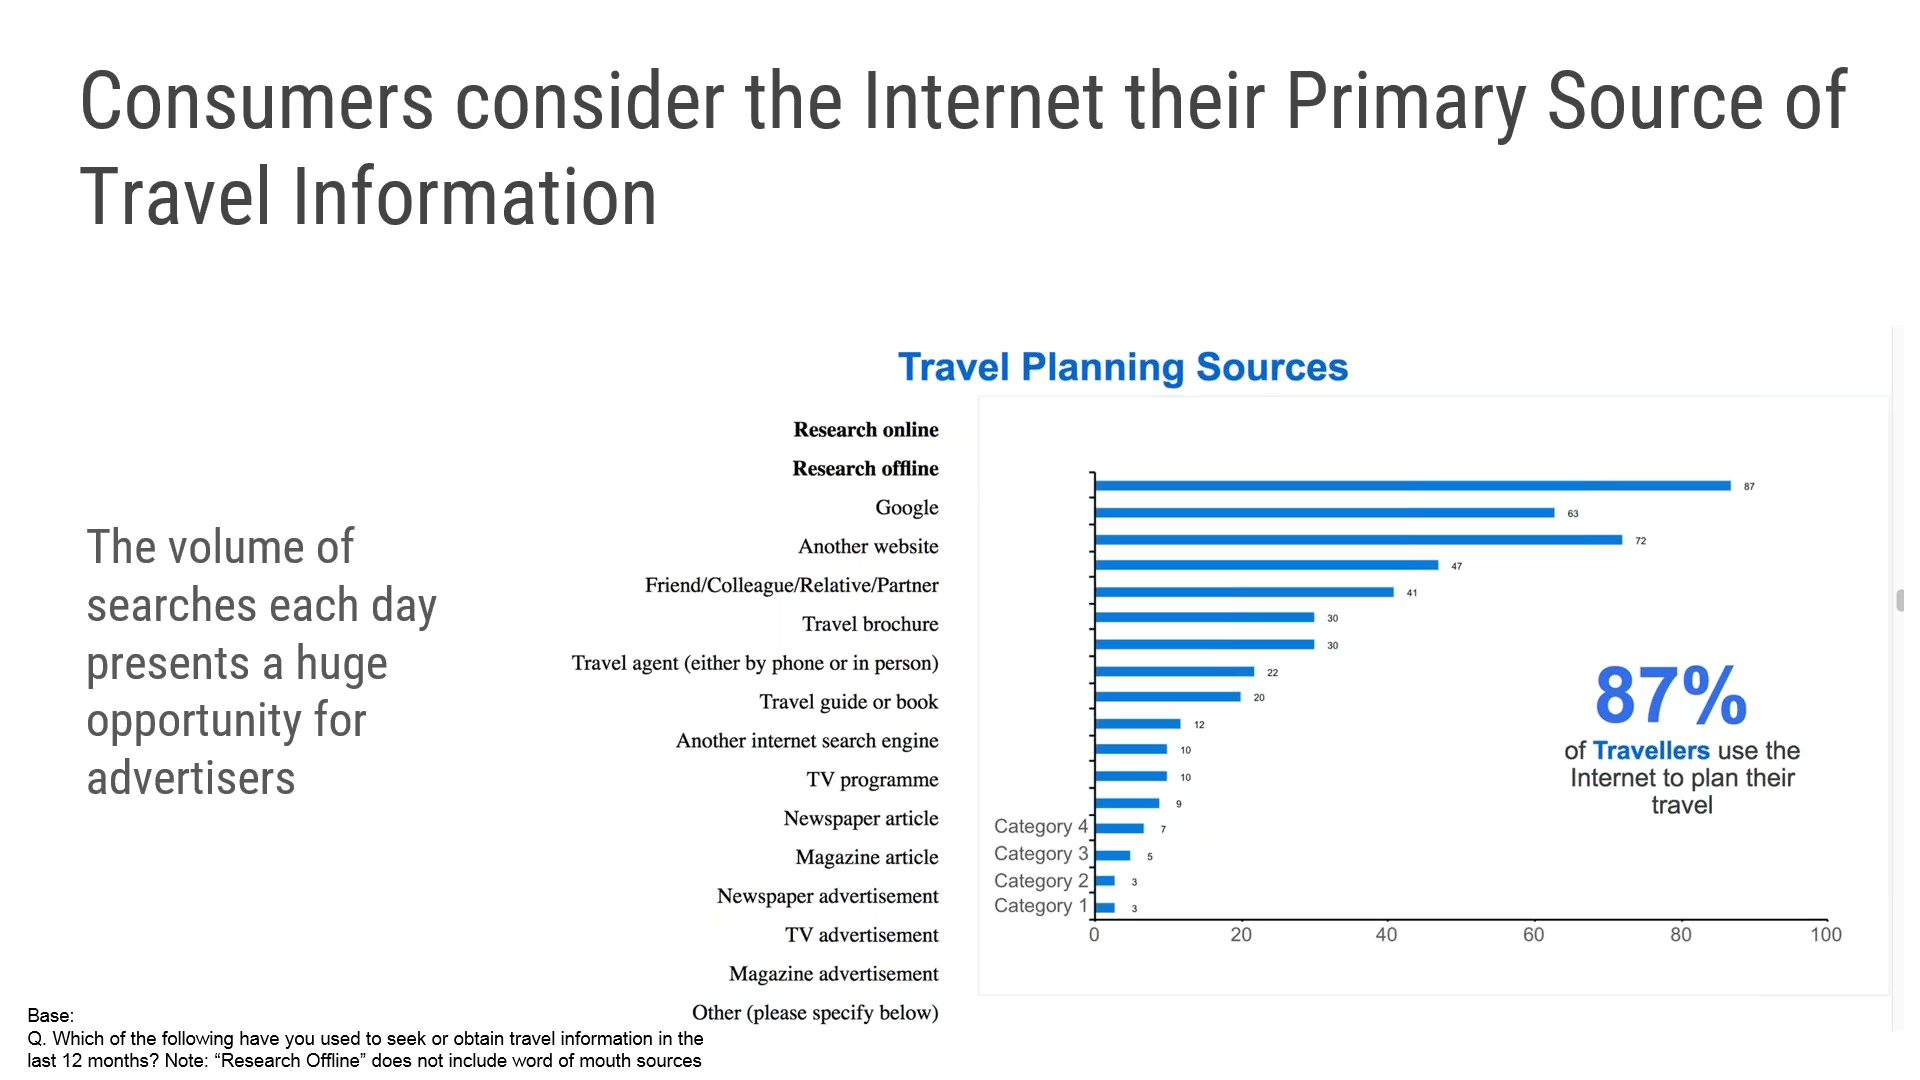 Consumers consider the Internet their Primary Source of
Travel Information
The volume of
searches each day
presents a huge
opportunity for
advertisers
Travel Planning Sources
Research online
Research offline
Google
Another website
Friend/Colleague/Relative/Partner
Travel brochure
Travel agent (either by phone or in person)
Travel guide or book
Another internet search engine
TV programme
Newspaper article
Magazine article
Newspaper advertisement
TV advertisement
Magazine advertisement
Other (please specify below)
87
63
72
47
41
30
30
22
20
12
10
10
9
Category 4 7
Category 3 5
Category 2 3
Category 1 3
0 20 40 60 80 100
87%
of Travellers use the
Internet to plan their
travel
Base:
Q. Which of the following have you used to seek or obtain travel information in the
last 12 months? Note: “Research Offline” does not include word of mouth sources